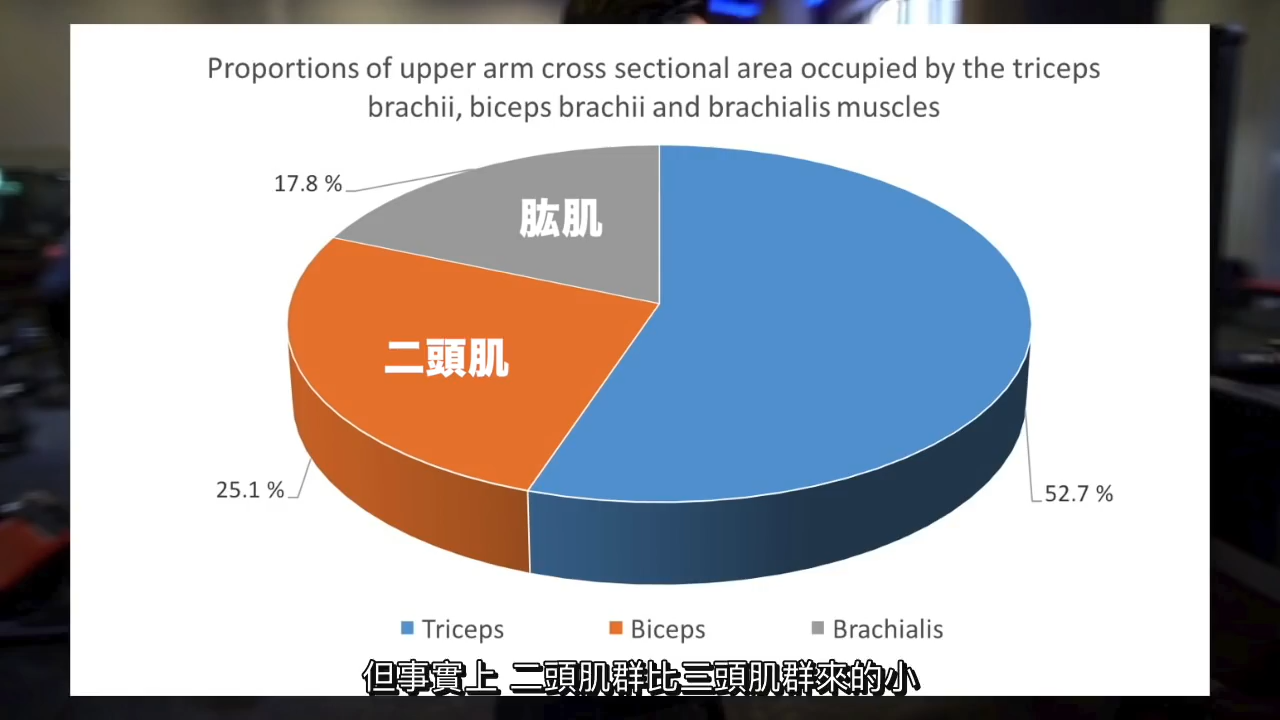 Proportions of upper arm cross sectional area occupied by the triceps
brachii, biceps brachii and brachialis muscles
17.8 %
肱肌
二頭肌
25.1 %
52.7 %
Triceps
Biceps
Brachialis
但事實上 二頭肌群比三頭肌群來的小